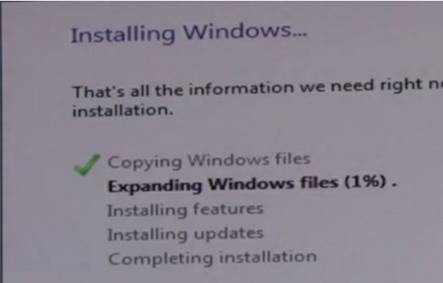 Installing Windows...
That's all the information we need right
installation.
Copying Windows files
Expanding Windows files (1%) .
Installing features
Installing updates
Completing installation